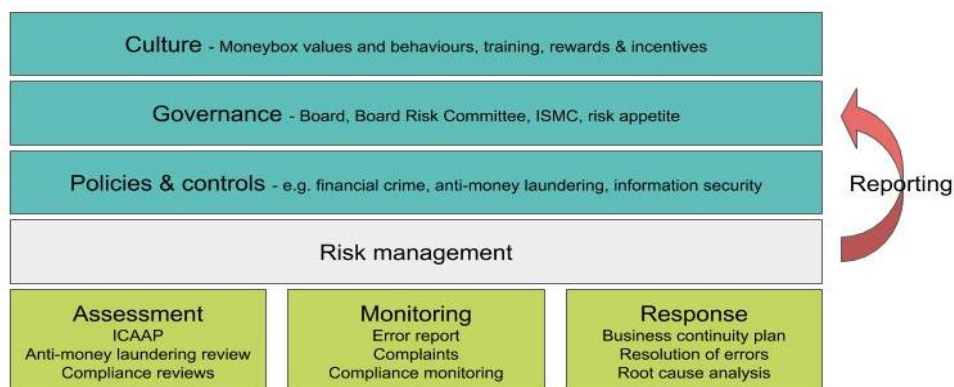 Culture - Moneybox values and behaviours, training, rewards & incentives
Governance - Board, Board Risk Committee, ISMC, risk appetite
Policies & controls - e.g. financial crime, anti-money laundering, information security
Reporting
Risk management
Assessment
ICAAP
Anti-money laundering review
Compliance reviews
Monitoring
Error report
Complaints
Compliance monitoring
Response
Business continuity plan
Resolution of errors
Root cause analysis